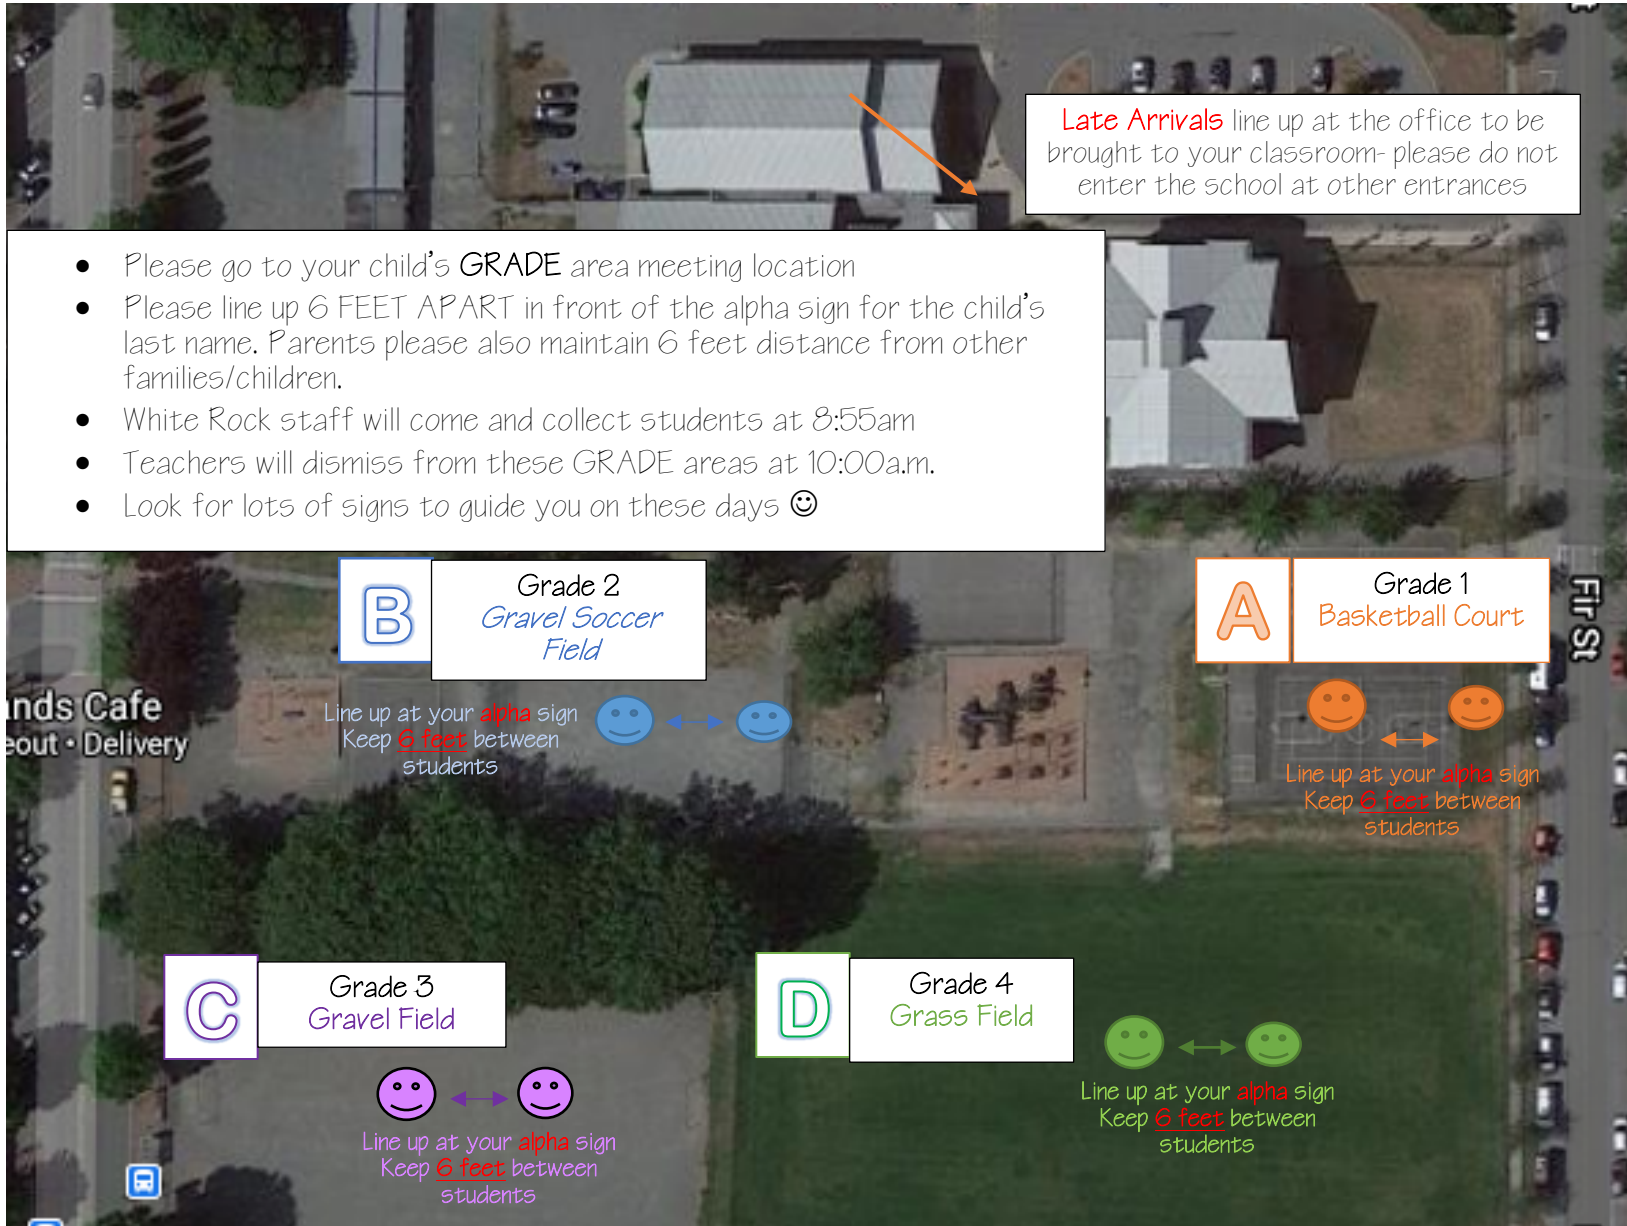 Late Arrivals line up at the office to be
brought to your classroom- please do not
enter the school at other entrances
● Please go to your child's GRADE area meeting location
● Please line up 6 FEET APART in front of the alpha sign for the child's
last name. Parents please also maintain 6 feet distance from other
families/children.
● White Rock staff will come and collect students at 8:55am
● Teachers will dismiss from these GRADE areas at 10:00a.m.
● Look for lots of signs to guide you on these days ☺
B
Grade 2
Gravel Soccer
Field
A
Grade 1
Basketball Court
Fir St
nds Cafe
eout • Delivery
Line up at your alpha sign
Keep 6 feet between
students
Line up at your alpha sign
Keep 6 feet between
students
C
Grade 3
Gravel Field
D
Grade 4
Grass Field
Line up at your alpha sign
Keep 6 feet between
students
Line up at your alpha sign
Keep 6 feet between
students